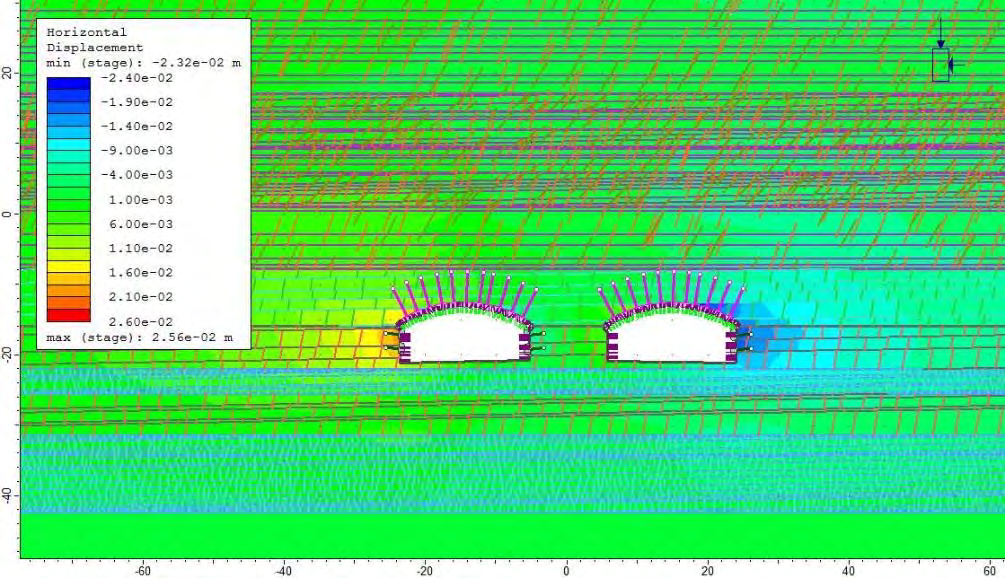 Horizontal
Displacement
min (stage): -2.32e-02 m
-2.40e-02
-1.90e-02
-1.40e-02
-9.00e-03
-4.00e-03
1.00e-03
6.00e-03
1.10e-02
1.60e-02
2.10e-02
2.60e-02
max (stage): 2.56e-02 m
20
0
-20
-40
-60 -40 -20 0 20 40 60